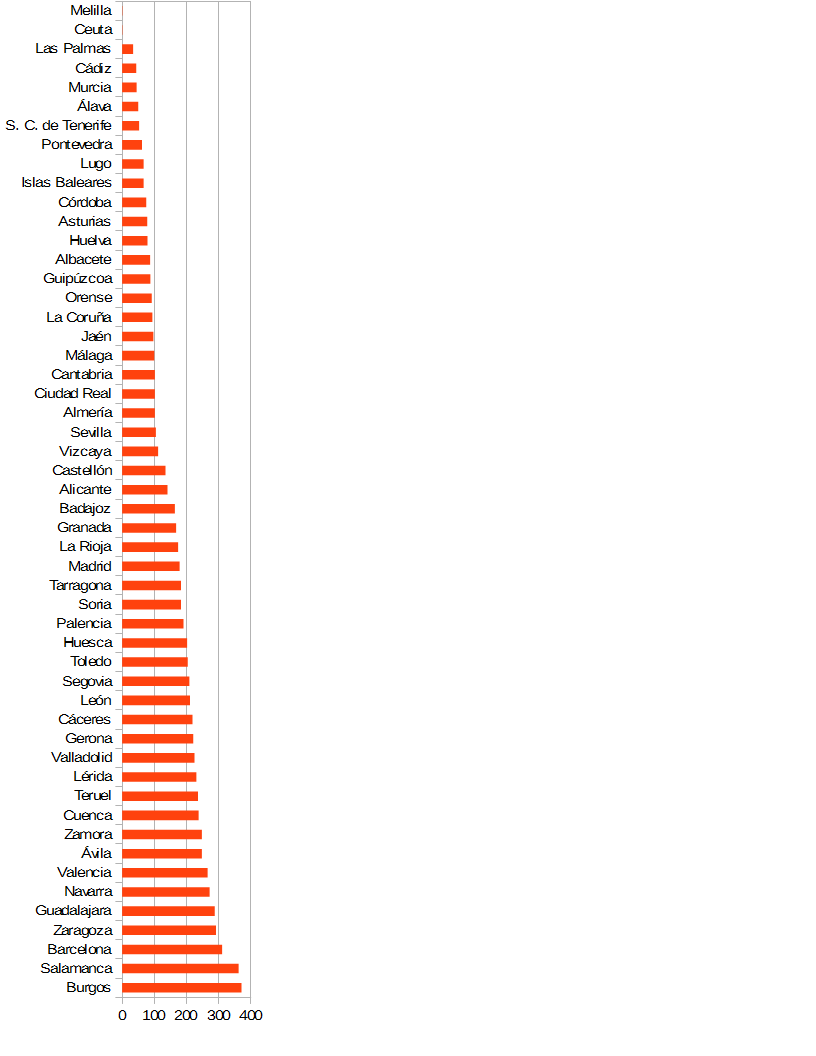 Melilla
Ceuta
Las Palmas
Cádiz
Murcia
Álava
S. C. de Tenerife
Pontevedra
Lugo
Islas Baleares
Córdoba
Asturias
Huelva
Albacete
Guipúzcoa
Orense
La Coruña
Jaén
Málaga
Cantabria
Ciudad Real
Almería
Sevilla
Vizcaya
Castellón
Alicante
Badajoz
Granada
La Rioja
Madrid
Tarragona
Soria
Palencia
Huesca
Toledo
Segovia
León
Cáceres
Gerona
Valladolid
Lérida
Teruel
Cuenca
Zamora
Ávila
Valencia
Navarra
Guadalajara
Zaragoza
Barcelona
Salamanca
Burgos
0 100 200 300 400